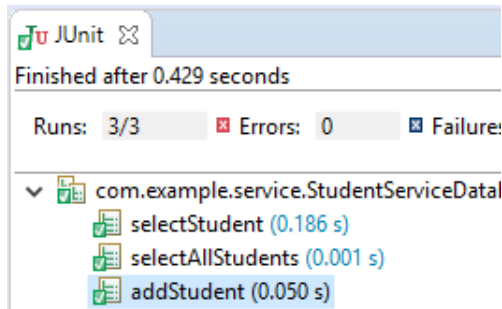 JUnit
Finished after 0.429 seconds
Runs: 3/3 Errors: 0 Failures
com.example.service.StudentServiceDatal
selectStudent (0.186 s)
selectAllStudents (0.001 s)
addStudent (0.050 s)